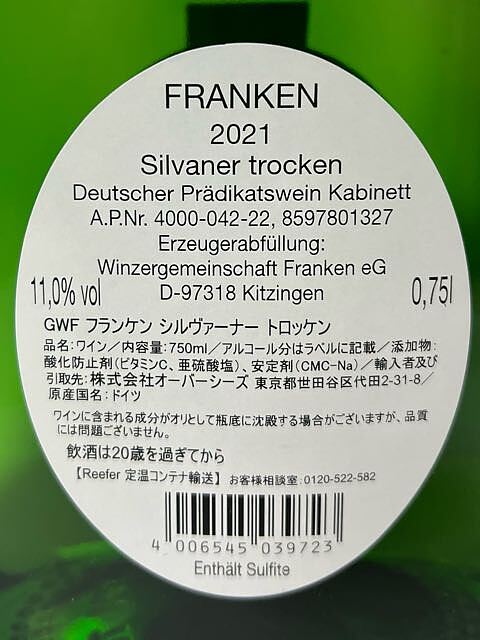 FRANKEN
2021
Silvaner trocken
Deutscher Prädikatswein Kabinett
A.P.Nr. 4000-042-22, 8597801327
Erzeugerabfüllung:
Winzergemeinschaft Franken eG
11,0% vol D-97318 Kitzingen 0,75l
GWF フランケン シルヴァーナー トロッケン
品名:ワイン/内容量:750ml/アルコール分はラベルに記載/添加物:
酸化防止剤(ビタミンC、亜硫酸塩)、安定剤(CMC-Na)/輸入者及び
引取先:株式会社オーバーシーズ 東京都世田谷区代田2-31-8/
原産国名:ドイツ
ワインに含まれる成分がオリとして瓶底に沈殿する場合がございますが、品質
には問題ございません。
飲酒は20歳を過ぎてから
【Reefer 定温コンテナ輸送】 お客様相談室:0120-522-582
4 006545 039723
Enthält Sulfite